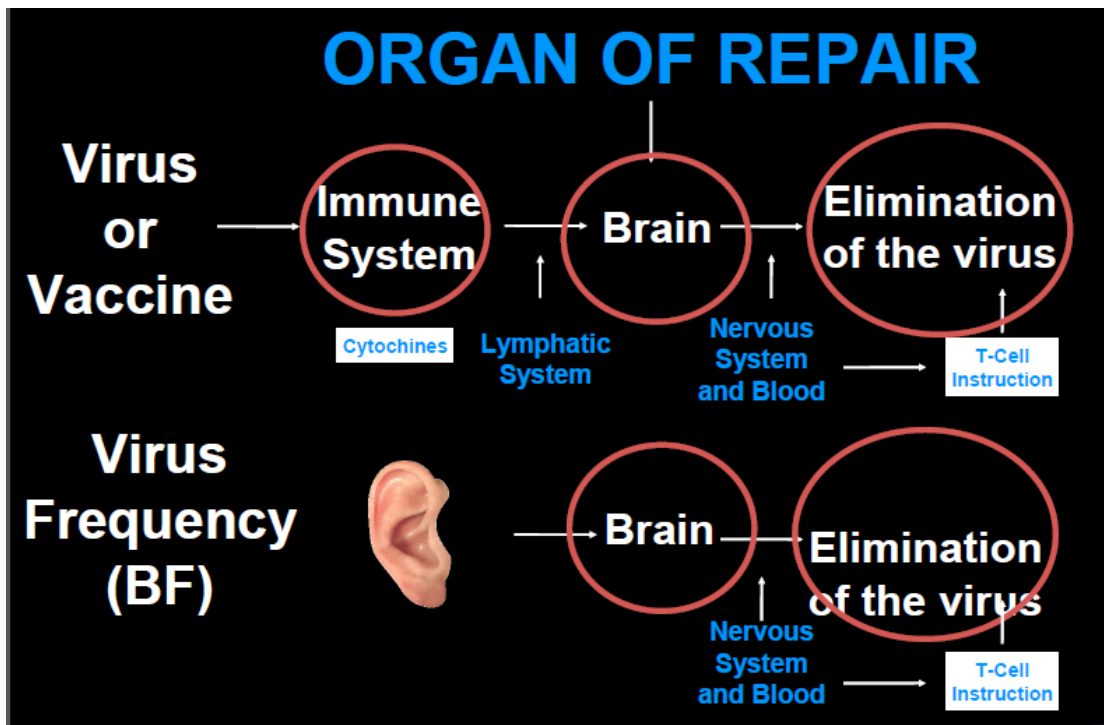 ORGAN OF REPAIR
Virus
or
Vaccine
Immune
System
Brain
Elimination
of the virus
Cytochines
Lymphatic
System
Nervous
System
and Blood
T-Cell
Instruction
Virus
Frequency
(BF)
Brain
Elimination
of the virus
Nervous
System
and Blood
T-Cell
Instruction